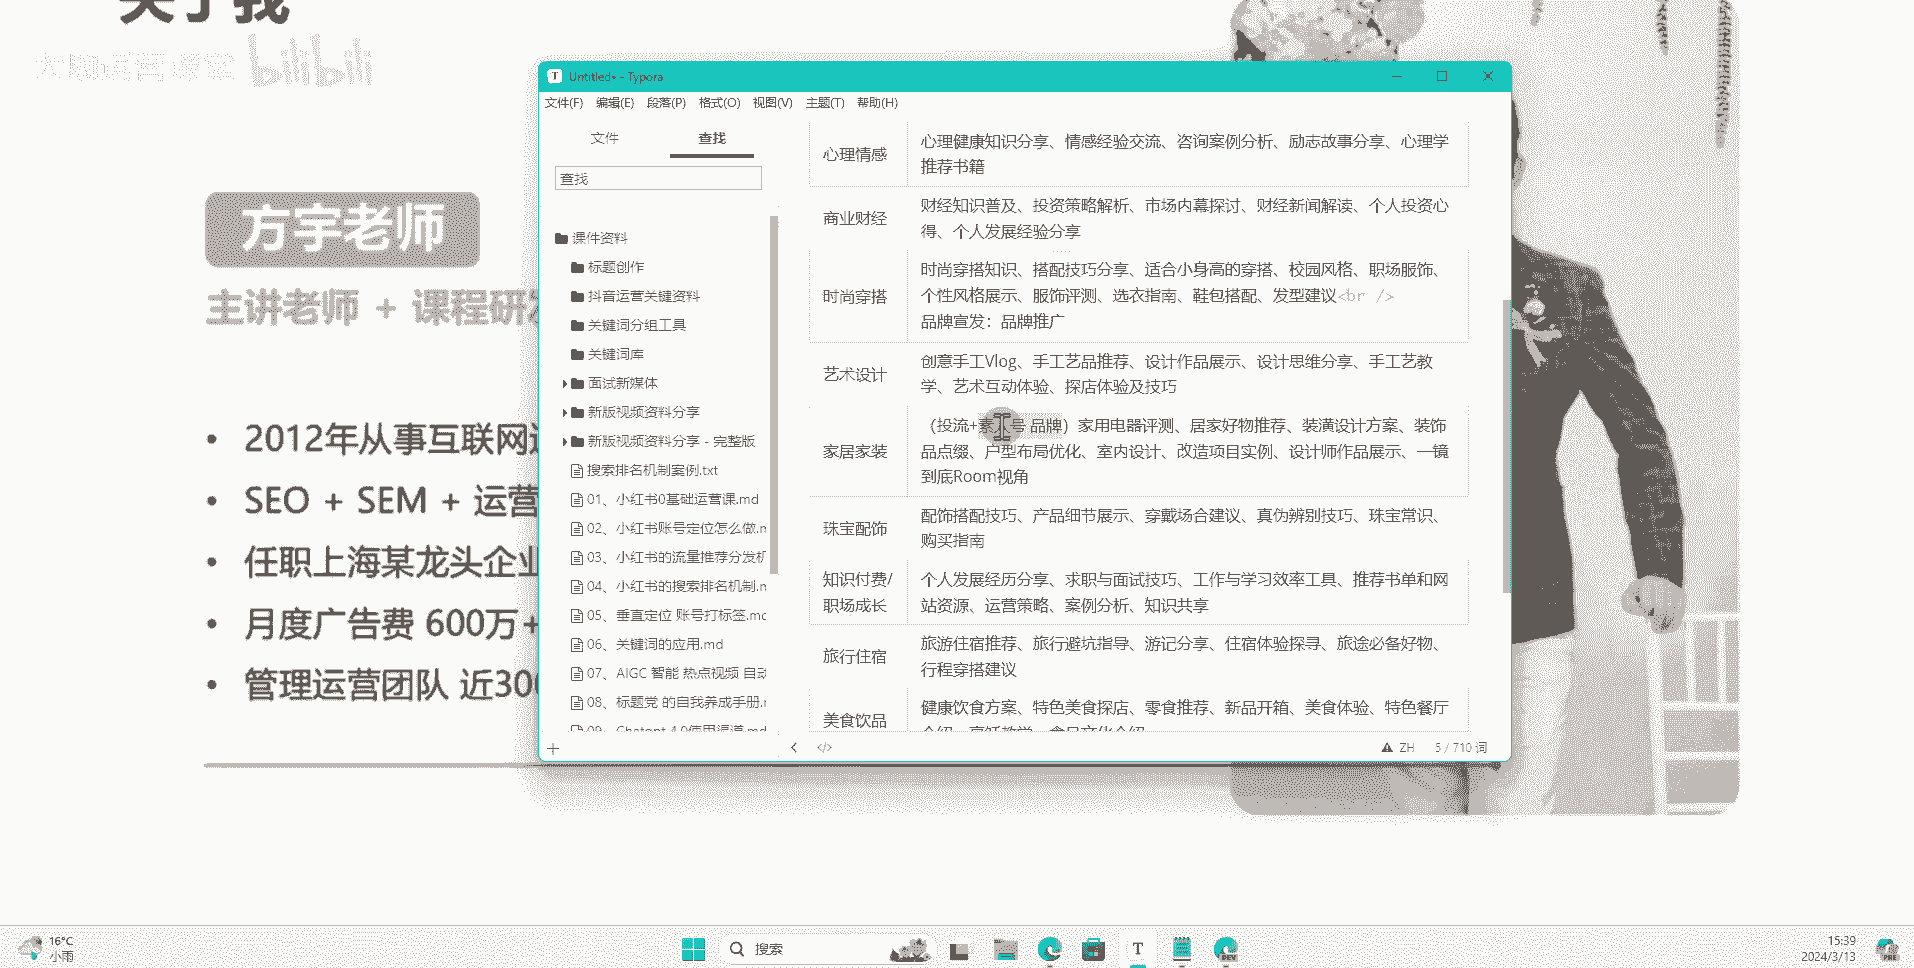 关于我
bilibili
方宇老师
主讲老师 + 课程研发
2012年从事互联网
SEO + SEM + 运营
任职上海某龙头企业
月度广告费 600万+
管理运营团队 近300
Untitled• - Typora
文件(F) 编辑(E) 段落(P) 格式(O) 视图(V) 主题(T) 帮助(H)
文件 查找
查找
课件资料
标题创作
抖音运营关键资料
关键词分组工具
关键词库
面试新媒体
新版视频资料分享
新版视频资料分享 - 完整版
搜索排名机制案例.txt
01、小红书0基础运营课.md
02、小红书账号定位怎么做.m
03、小红书的流量推荐分发机
04、小红书的搜索排名机制.m
05、垂直定位 账号打标签.mc
06、关键词的应用.md
07、AIGC 智能 热点视频 自动
08、标题党 的自我养成手册.r
09、Chatgpt 4.0使用渠道.md
心理情感
心理健康知识分享、情感经验交流、咨询案例分析、励志故事分享、心理学
推荐书籍
商业财经
财经知识普及、投资策略解析、市场内幕探讨、财经新闻解读、个人投资心
得、个人发展经验分享
时尚穿搭
时尚穿搭知识、搭配技巧分享、适合小身高的穿搭、校园风格、职场服饰、
个性风格展示、服饰评测、选衣指南、鞋包搭配、发型建议<br />
品牌宣发：品牌推广
艺术设计
创意手工Vlog、手工艺品推荐、设计作品展示、设计思维分享、手工艺教
学、艺术互动体验、探店体验及技巧
家居家装
（投流+素 号 品牌）家用电器评测、居家好物推荐、装潢设计方案、装饰
品点缀、户型布局优化、室内设计、改造项目实例、设计师作品展示、一镜
到底Room视角
珠宝配饰
配饰搭配技巧、产品细节展示、穿戴场合建议、真伪辨别技巧、珠宝常识、
购买指南
知识付费/
职场成长
个人发展经历分享、求职与面试技巧、工作与学习效率工具、推荐书单和网
站资源、运营策略、案例分析、知识共享
旅行住宿
旅游住宿推荐、旅行避坑指导、游记分享、住宿体验探寻、旅途必备好物、
行程穿搭建议
美食饮品
健康饮食方案、特色美食探店、零食推荐、新品开箱、美食体验、特色餐厅
</> ZH 5 / 710 词
16°C
小雨
搜索
15:39
2024/3/13